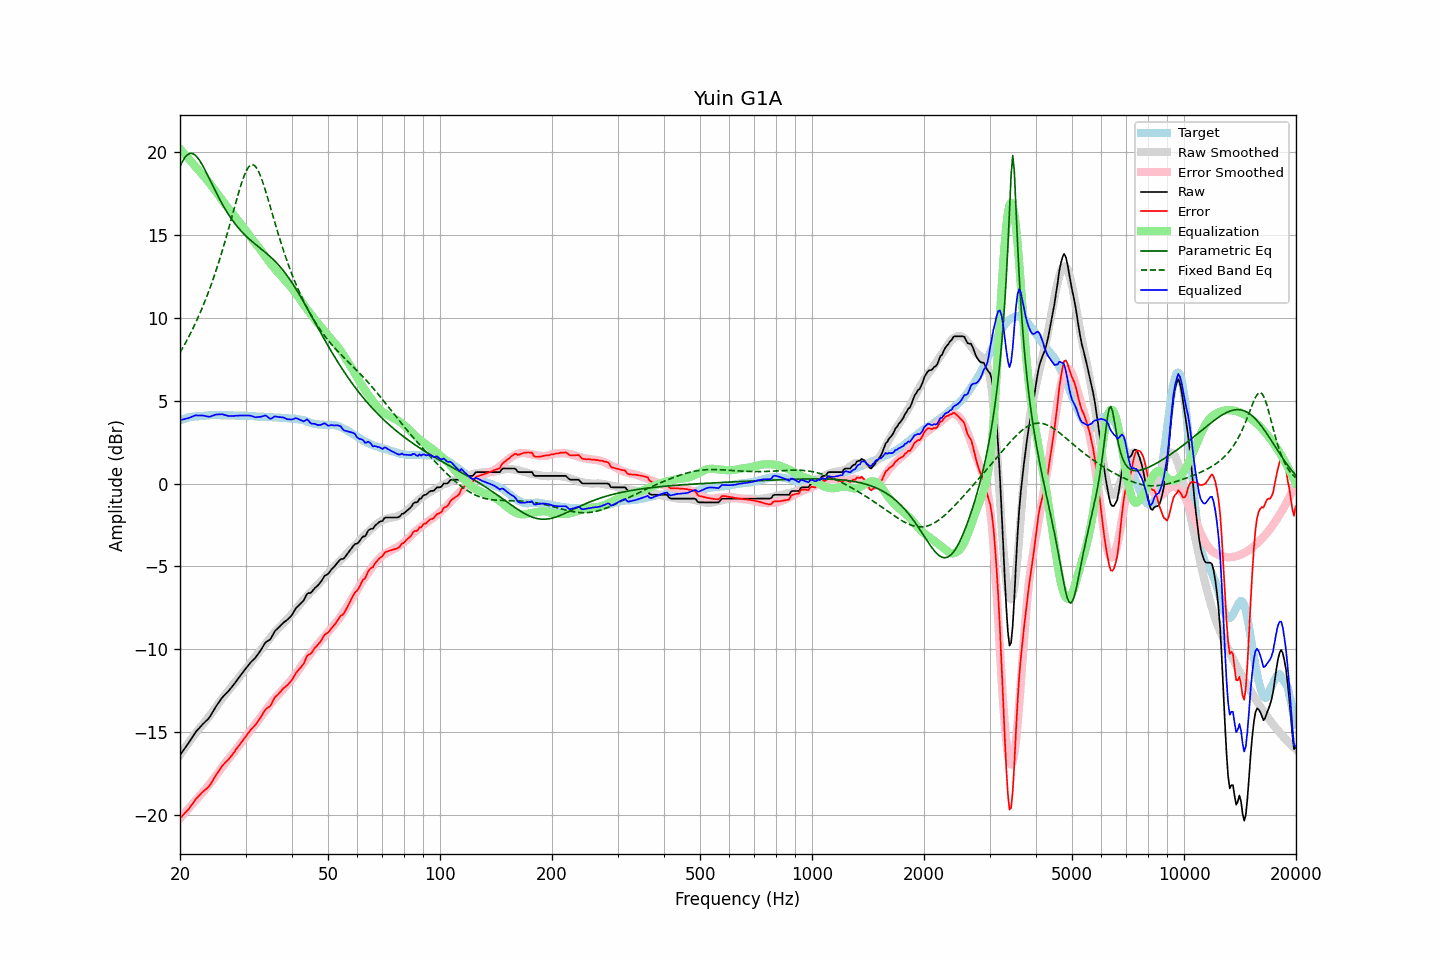 Yuin G1A
Target
Raw Smoothed
Error Smoothed
Raw
Error
Equalization
Parametric Eq
Fixed Band Eq
Equalized
Amplitude (dBr)
20
15
10
5
0
−5
−10
−15
−20
20
50
100
200
500
1000
2000
5000
10000
20000
Frequency (Hz)